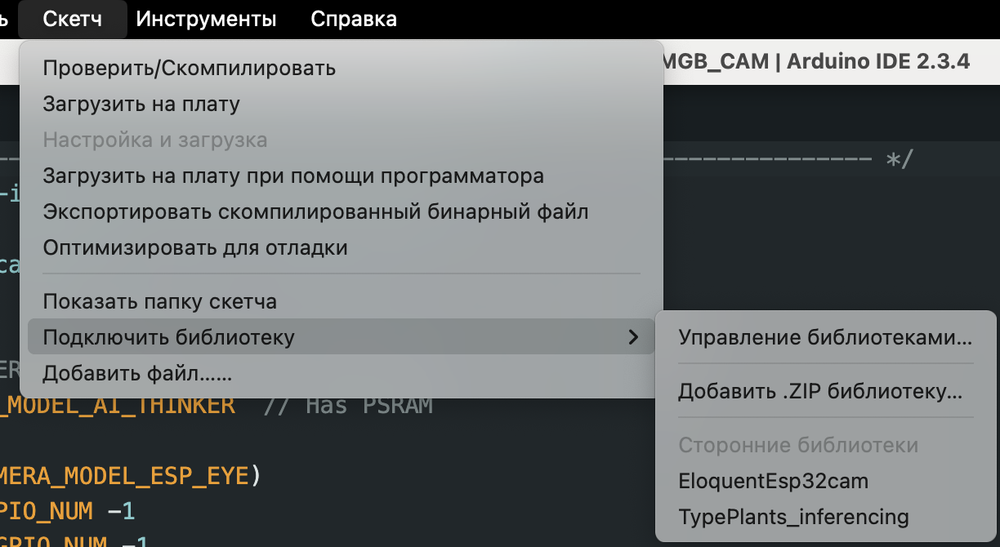 ь Скетч Инструменты Справка
MGB_CAM | Arduino IDE 2.3.4
Проверить/Скомпилировать
Загрузить на плату
Настройка и загрузка
---------------- */
Загрузить на плату при помощи программатора
-i
Экспортировать скомпилированный бинарный файл
Оптимизировать для отладки
ca
Показать папку скетча
Подключить библиотеку >
Добавить файл......
ER
Управление библиотеками...
Добавить .ZIP библиотеку...
Сторонние библиотеки
EloquentEsp32cam
TypePlants_inferencing
_MODEL_AI_THINKER // Has PSRAM
MERA_MODEL_ESP_EYE)
PIO_NUM -1
GPIO_NUM -1